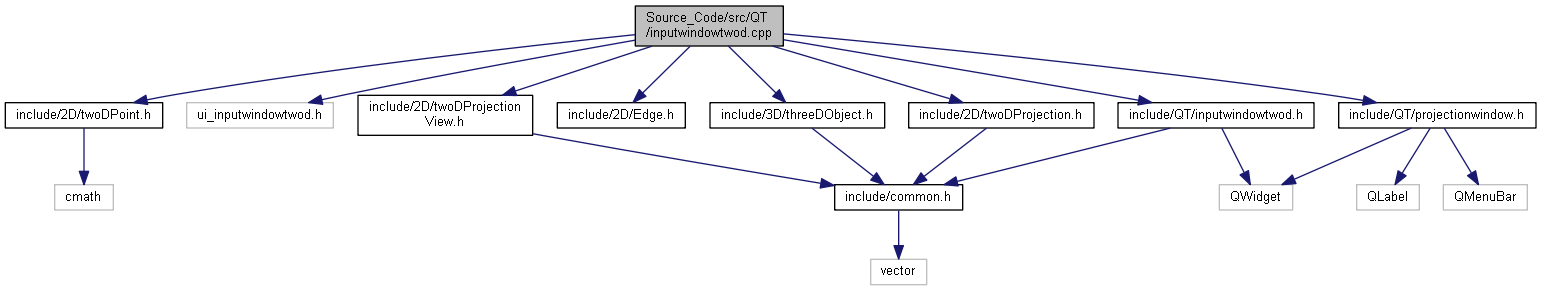 Source_Code/src/QT
/inputwindowtwod.cpp
include/2D/twoDPoint.h
ui_inputwindowtwod.h
include/2D/twoDProjection
View.h
include/2D/Edge.h
include/3D/threeDObject.h
include/2D/twoDProjection.h
include/QT/inputwindowtwod.h
include/QT/projectionwindow.h
cmath
include/common.h
QWidget
QLabel
QMenuBar
vector